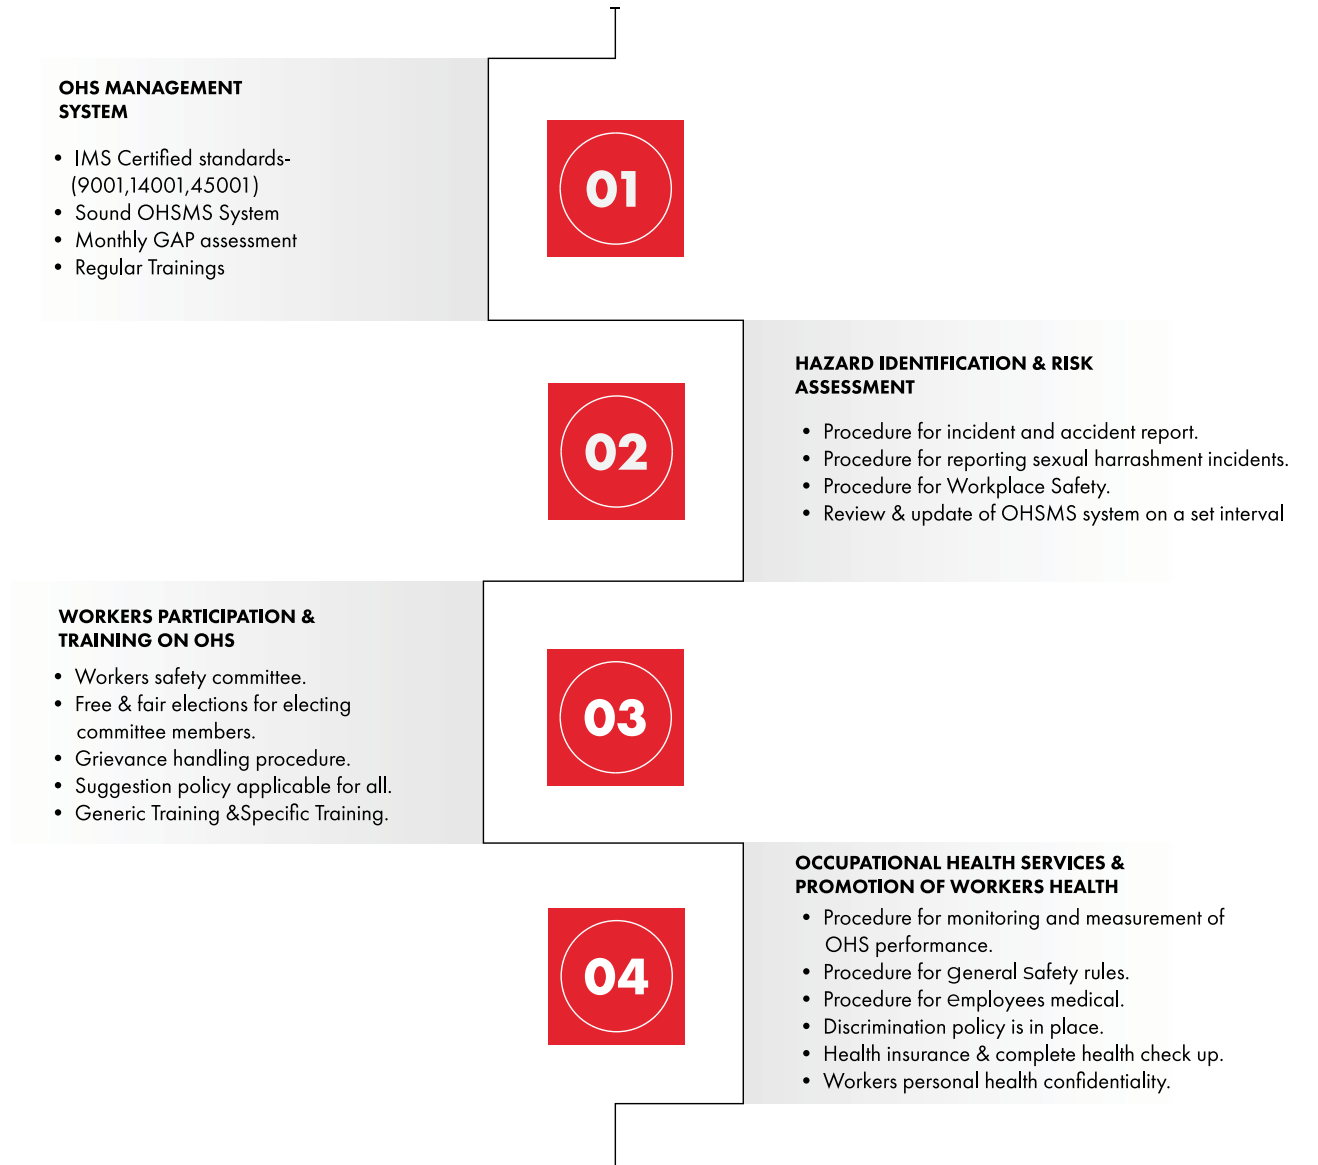 OHS MANAGEMENT
SYSTEM
• IMS Certified standards-
(9001,14001,45001)
• Sound OHSMS System
• Monthly GAP assessment
• Regular Trainings
01
HAZARD IDENTIFICATION & RISK
ASSESSMENT
• Procedure for incident and accident report.
• Procedure for reporting sexual harrashment incidents.
• Procedure for Workplace Safety.
• Review & update of OHSMS system on a set interval
02
WORKERS PARTICIPATION &
TRAINING ON OHS
• Workers safety committee.
• Free & fair elections for electing
committee members.
• Grievance handling procedure.
• Suggestion policy applicable for all.
• Generic Training &Specific Training.
03
OCCUPATIONAL HEALTH SERVICES &
PROMOTION OF WORKERS HEALTH
• Procedure for monitoring and measurement of
OHS performance.
• Procedure for general safety rules.
• Procedure for employees medical.
• Discrimination policy is in place.
• Health insurance & complete health check up.
• Workers personal health confidentiality.
04